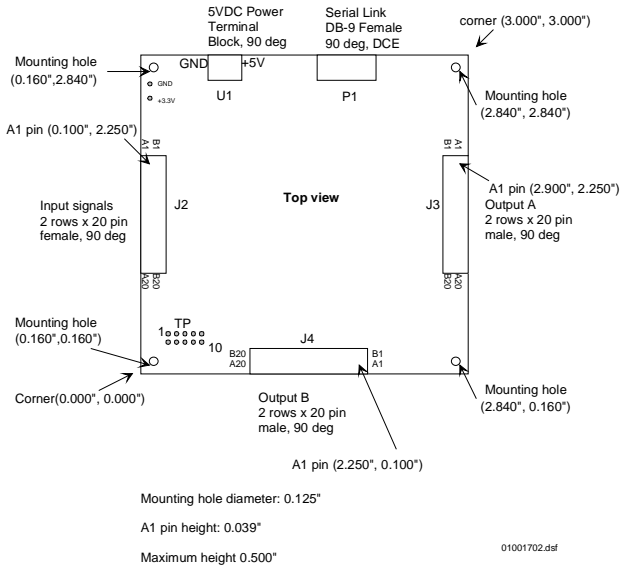 5VDC Power
Terminal
Block, 90 deg
Serial Link
DB-9 Female
90 deg, DCE
corner (3.000", 3.000")
Mounting hole
(0.160",2.840")
GND
+5V
U1
P1
GND
+3.3V
Mounting hole
(2.840", 2.840")
A1 pin (0.100", 2.250")
A1
B1
B1
A1
Input signals
2 rows x 20 pin
female, 90 deg
J2
Top view
J3
A1 pin (2.900", 2.250")
Output A
2 rows x 20 pin
male, 90 deg
A20
B20
B20
A20
Mounting hole
(0.160",0.160")
TP
1
10
J4
B20
A20
B1
A1
Corner(0.000", 0.000")
Output B
2 rows x 20 pin
male, 90 deg
Mounting hole
(2.840", 0.160")
A1 pin (2.250", 0.100")
Mounting hole diameter: 0.125"
A1 pin height: 0.039"
Maximum height 0.500"
01001702.dsf